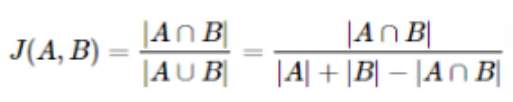 J(A, B) = |A ∩ B| / |A ∪ B| = |A ∩ B| / (|A| + |B| − |A ∩ B|)